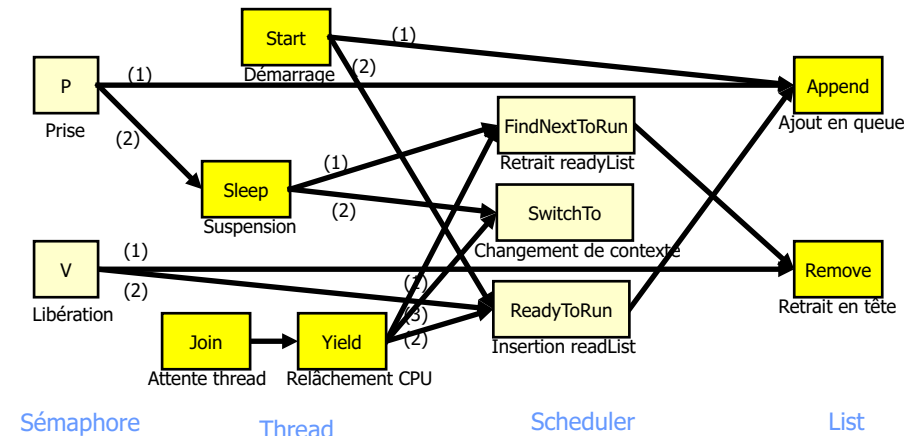 Start
(1)
Démarrage
(2)
P
(1)
Append
Prise
Ajout en queue
(2)
FindNextToRun
(1)
Retrait readyList
Sleep
(2)
SwitchTo
Suspension
Changement de contexte
V
(1)
Remove
(2)
(1)
Libération
ReadyToRun
Retrait en tête
(3)
Join
Yield
(2)
Insertion readList
Attente thread
Relâchement CPU
Sémaphore
Thread
Scheduler
List